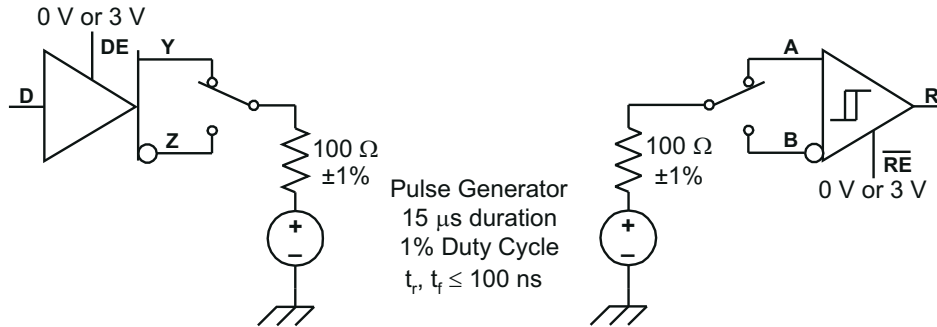 0 V or 3 V
DE
Y
D
Z
100 Ω
±1%
+
–
Pulse Generator
15 μs duration
1% Duty Cycle
tr, tf ≤ 100 ns
A
B
R
RE
0 V or 3 V
100 Ω
±1%
+
–